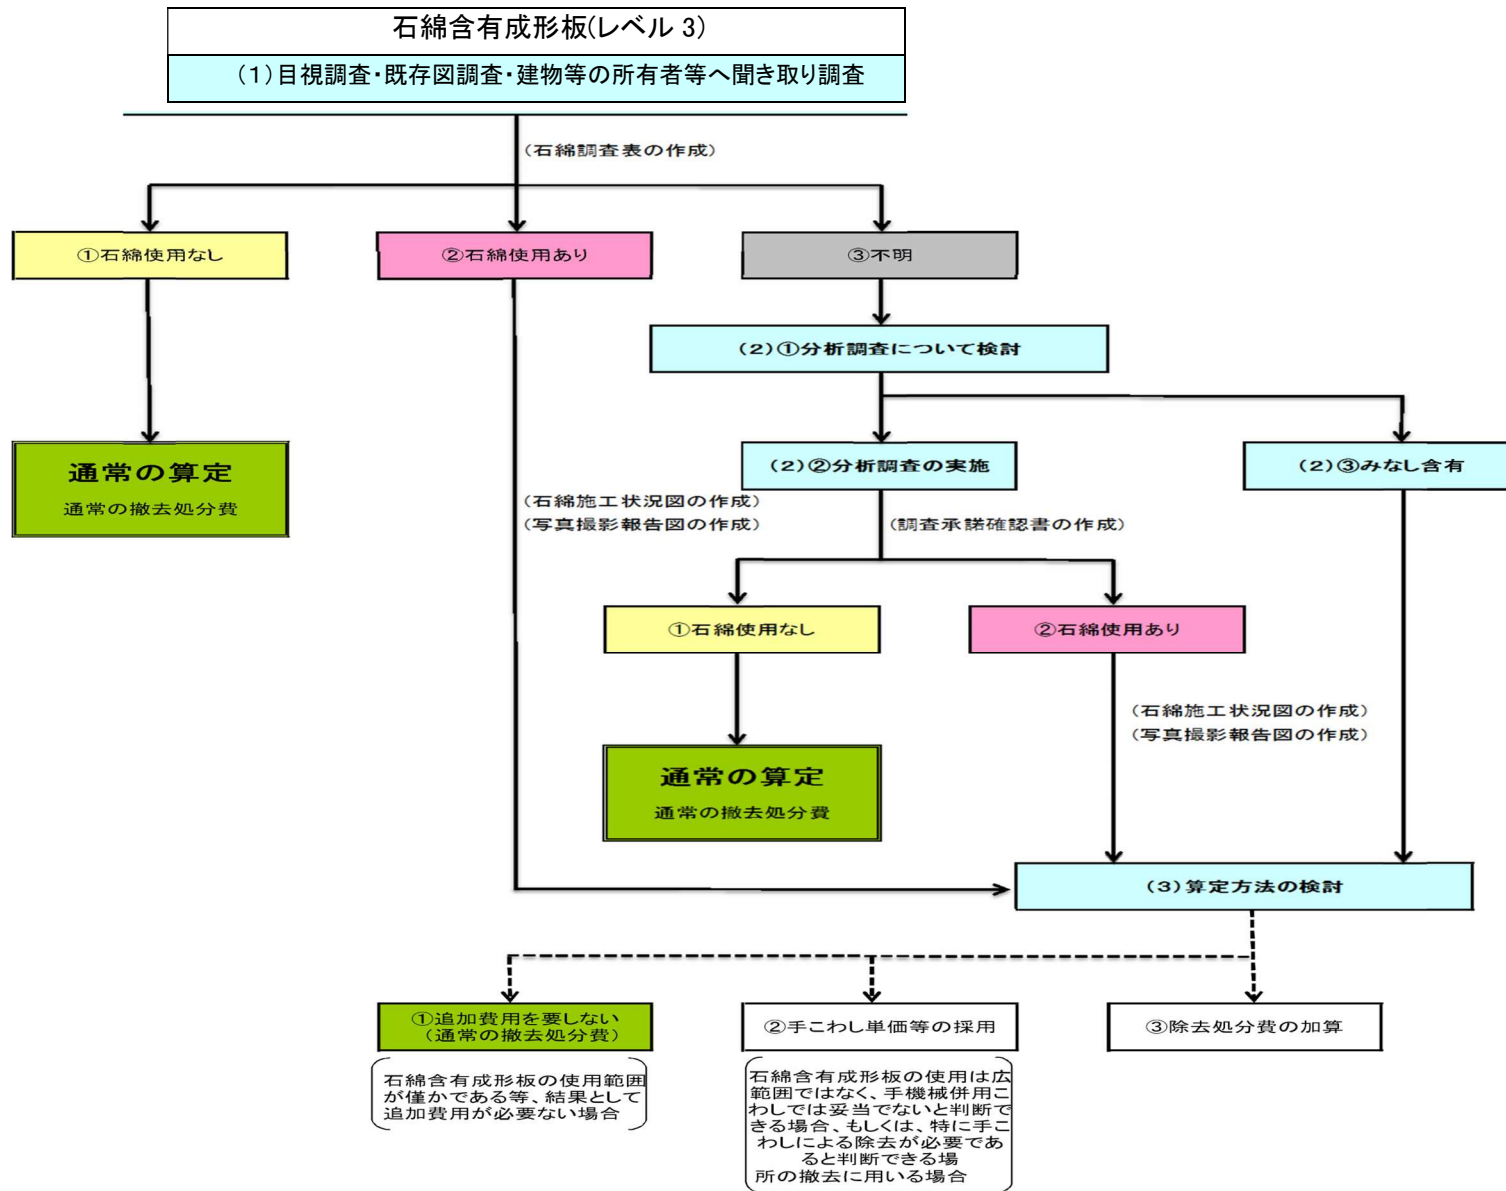 石綿含有成形板(レベル 3)
(1)目視調査・既存図調査・建物等の所有者等へ聞き取り調査
(石綿調査表の作成)
①石綿使用なし
②石綿使用あり
③不明
(2)①分析調査について検討
通常の算定
通常の撤去処分費
(2)②分析調査の実施
(2)③みなし含有
(石綿施工状況図の作成)
(写真撮影報告図の作成)
(調査承諾確認書の作成)
①石綿使用なし
②石綿使用あり
(石綿施工状況図の作成)
(写真撮影報告図の作成)
通常の算定
通常の撤去処分費
(3)算定方法の検討
①追加費用を要しない
(通常の撤去処分費)
②手こわし単価等の採用
③除去処分費の加算
石綿含有成形板の使用範囲
が僅かである等、結果として
追加費用が必要ない場合
石綿含有成形板の使用は広
範囲ではなく、手機械併用こ
わしでは妥当でないと判断で
きる場合、もしくは、特に手こ
わしによる除去が必要であ
ると判断できる場
所の撤去に用いる場合